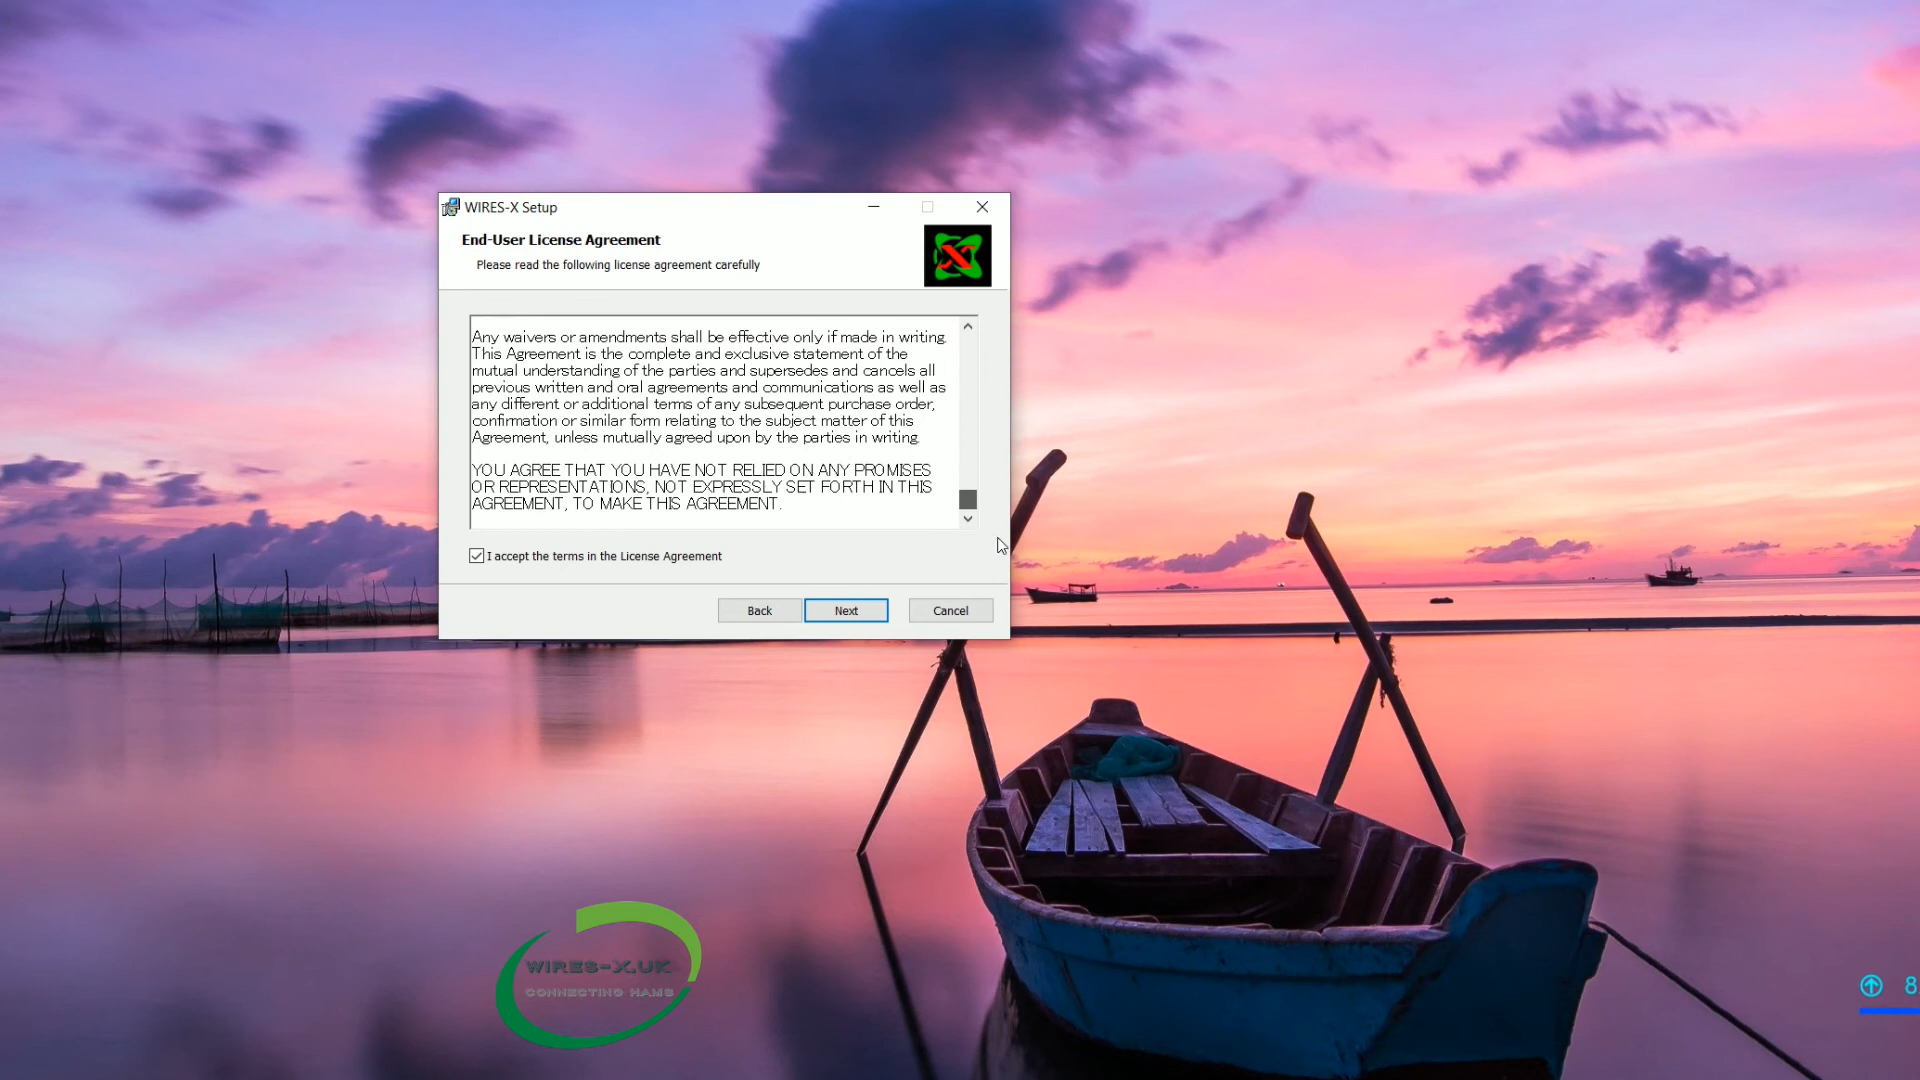 WIRES-X Setup
End-User License Agreement
Please read the following license agreement carefully
Any waivers or amendments shall be effective only if made in writing.
This Agreement is the complete and exclusive statement of the
mutual understanding of the parties and supersedes and cancels all
previous written and oral agreements and communications as well as
any different or additional terms of any subsequent purchase order,
confirmation or similar form relating to the subject matter of this
Agreement, unless mutually agreed upon by the parties in writing.
YOU AGREE THAT YOU HAVE NOT RELIED ON ANY PROMISES
OR REPRESENTATIONS, NOT EXPRESSLY SET FORTH IN THIS
AGREEMENT, TO MAKE THIS AGREEMENT.
I accept the terms in the License Agreement
Back
Next
Cancel
WIRES-X.UK
CONNECTING HAMS
8